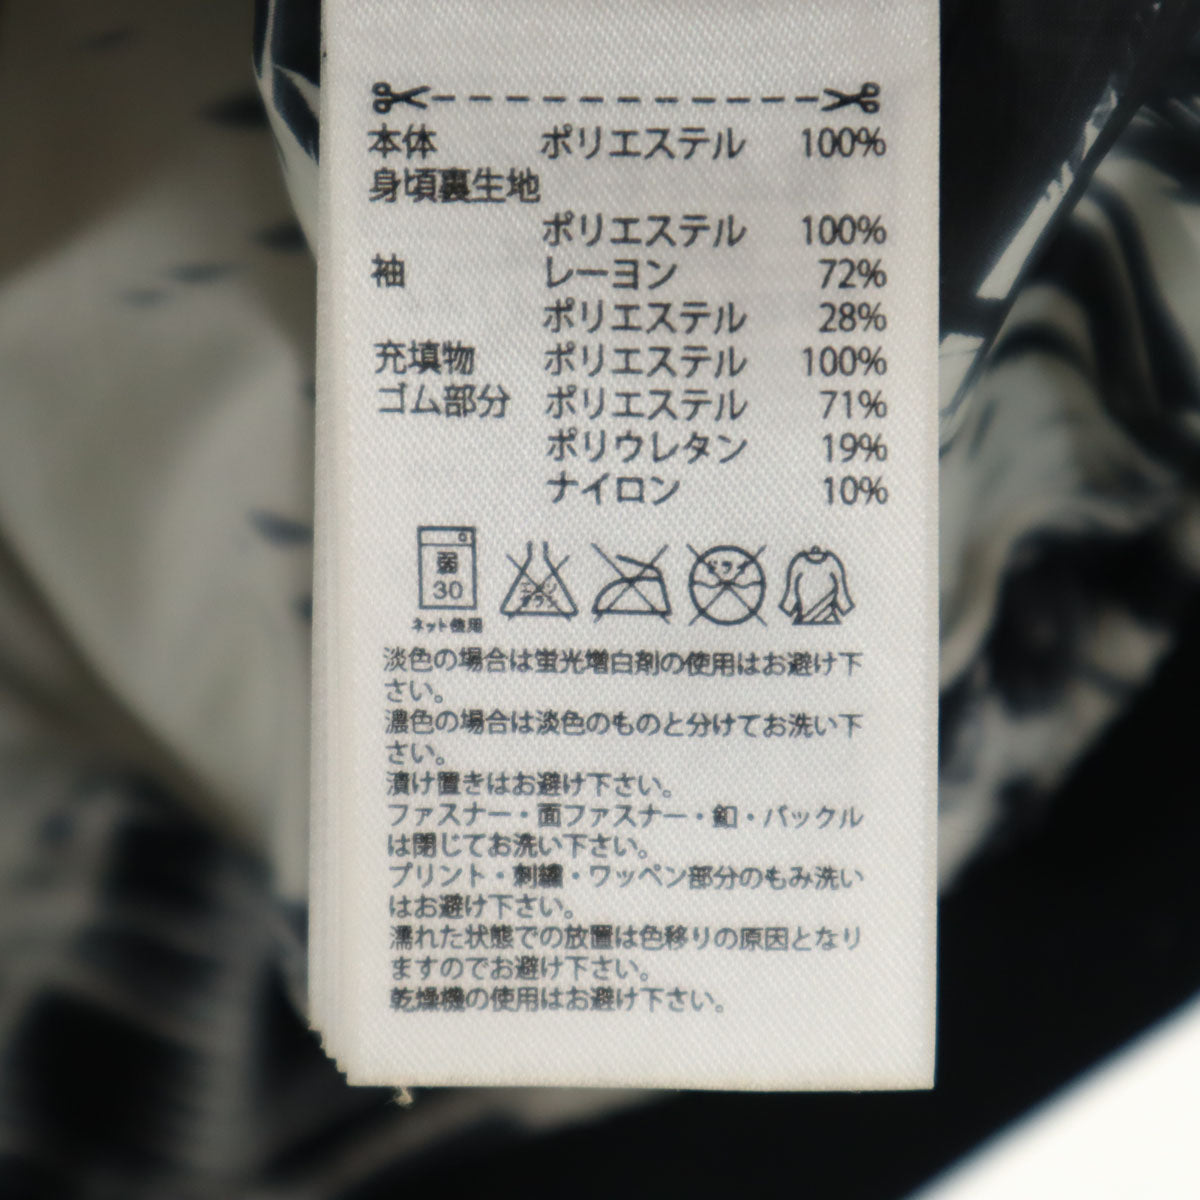 本体 ポリエステル 100%
身頃裏生地
ポリエステル 100%
袖 レーヨン 72%
ポリエステル 28%
充填物 ポリエステル 100%
ゴム部分 ポリエステル 71%
ポリウレタン 19%
ナイロン 10%
弱
30
ネット使用
エンソ
サラシ
ドライ
淡色の場合は蛍光増白剤の使用はお避け下
さい。
濃色の場合は淡色のものと分けてお洗い下
さい。
漬け置きはお避け下さい。
ファスナー・面ファスナー・釦・バックル
は閉じてお洗い下さい。
プリント・刺繍・ワッペン部分のもみ洗い
はお避け下さい。
濡れた状態での放置は色移りの原因となり
ますのでお避け下さい。
乾燥機の使用はお避け下さい。